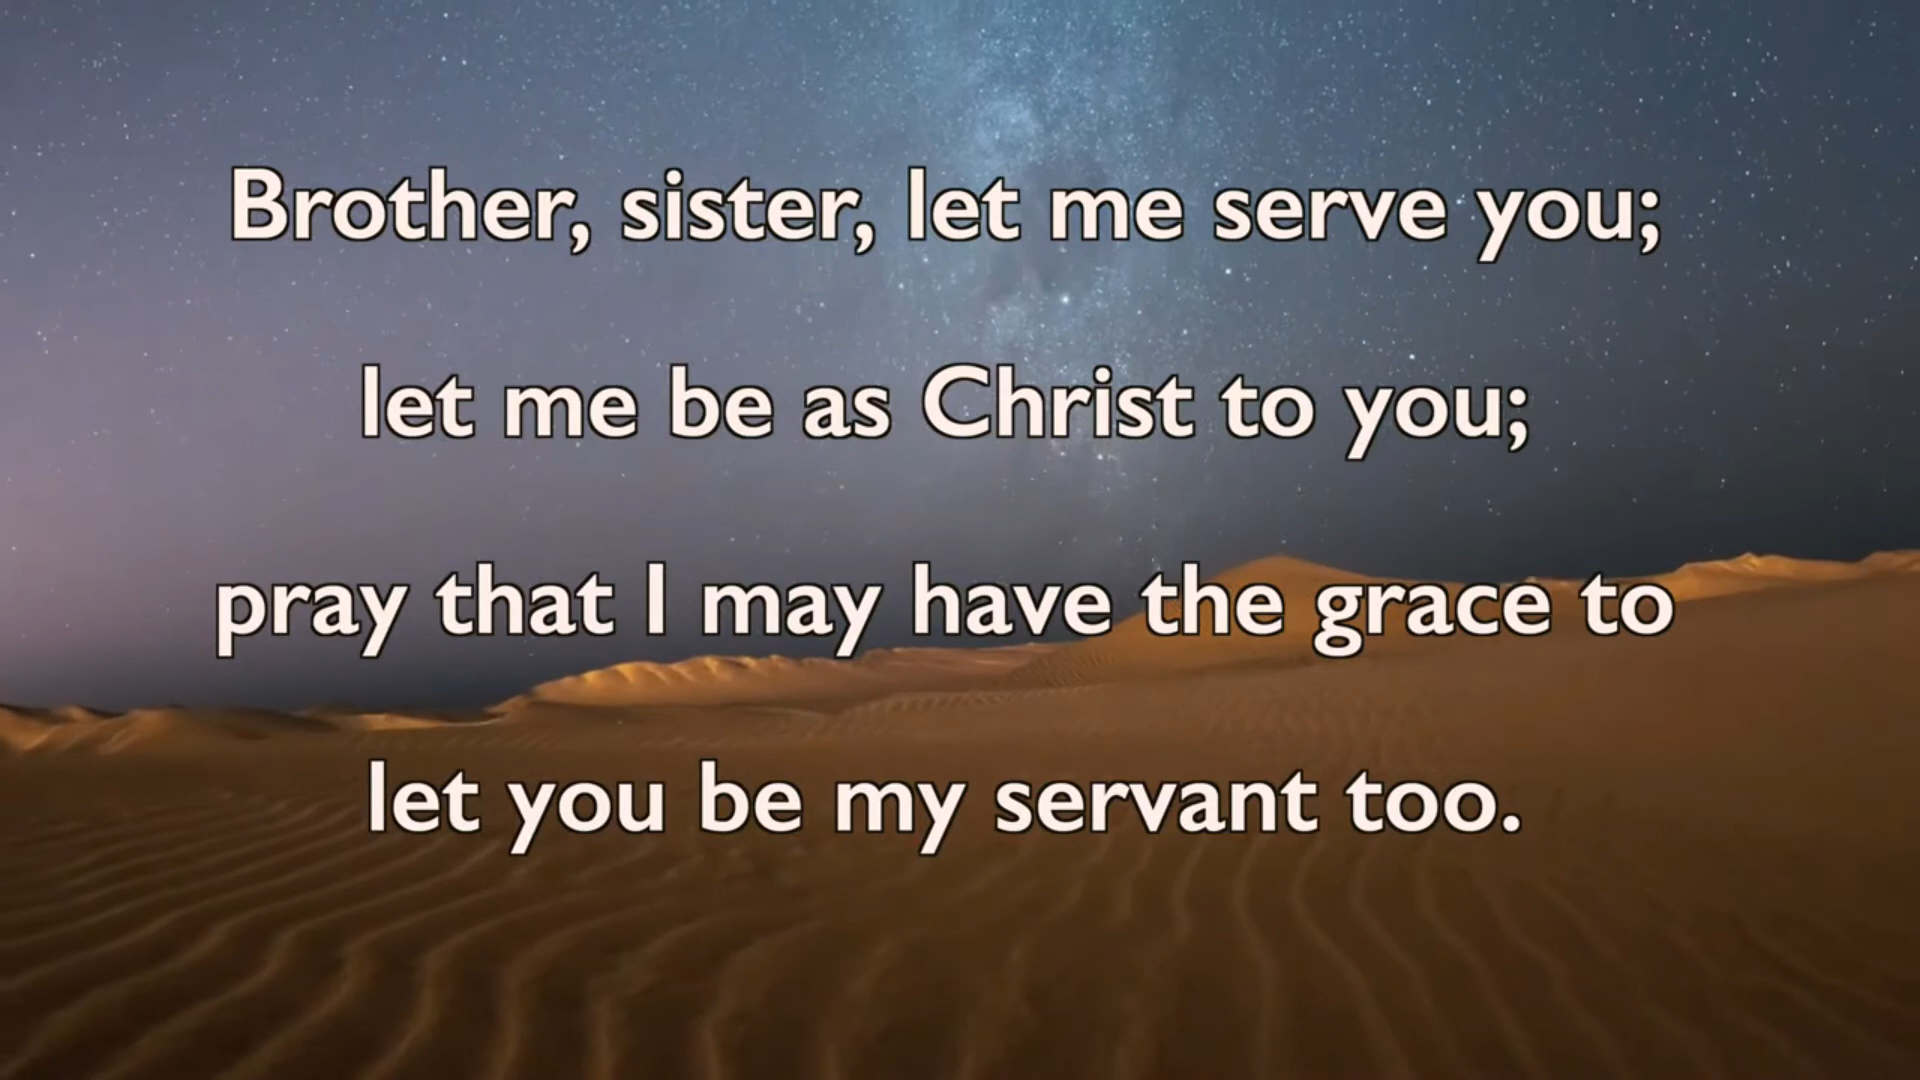 Brother, sister, let me serve you;
let me be as Christ to you;
pray that I may have the grace to
let you be my servant too.